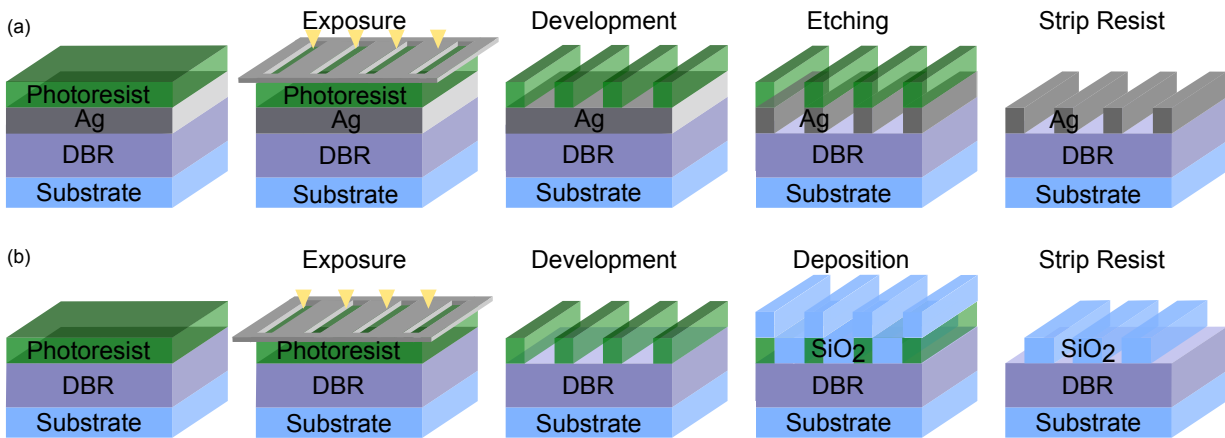 (a)
Exposure
Development
Etching
Strip Resist
Photoresist
Photoresist
Ag
Ag
Ag
Ag
Ag
DBR
DBR
DBR
DBR
DBR
Substrate
Substrate
Substrate
Substrate
Substrate
(b)
Exposure
Development
Deposition
Strip Resist
Photoresist
Photoresist
SiO2
SiO2
DBR
DBR
DBR
DBR
DBR
Substrate
Substrate
Substrate
Substrate
Substrate